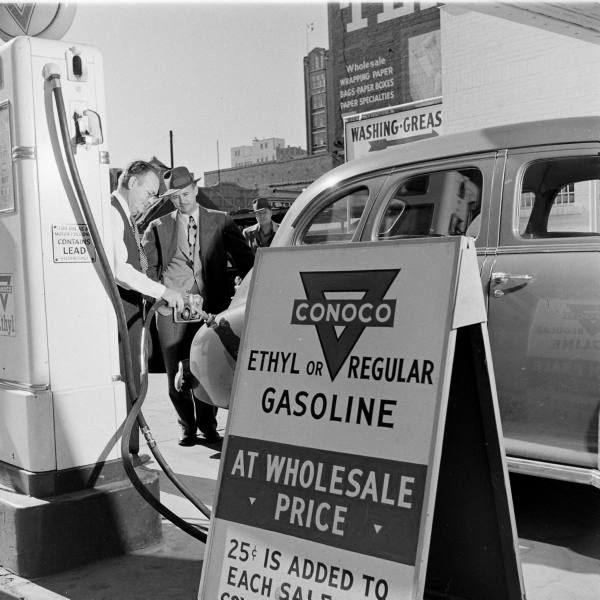 Wholesale
WRAPPING PAPER
BAGS-PAPER BOXES
PAPER SPECIALTIES
WASHING-GREAS
CONTAINS
LEAD
Ethyl
CONOCO
ETHYL OR REGULAR
GASOLINE
AT WHOLESALE
PRICE
25¢ IS ADDED TO
EACH SALE